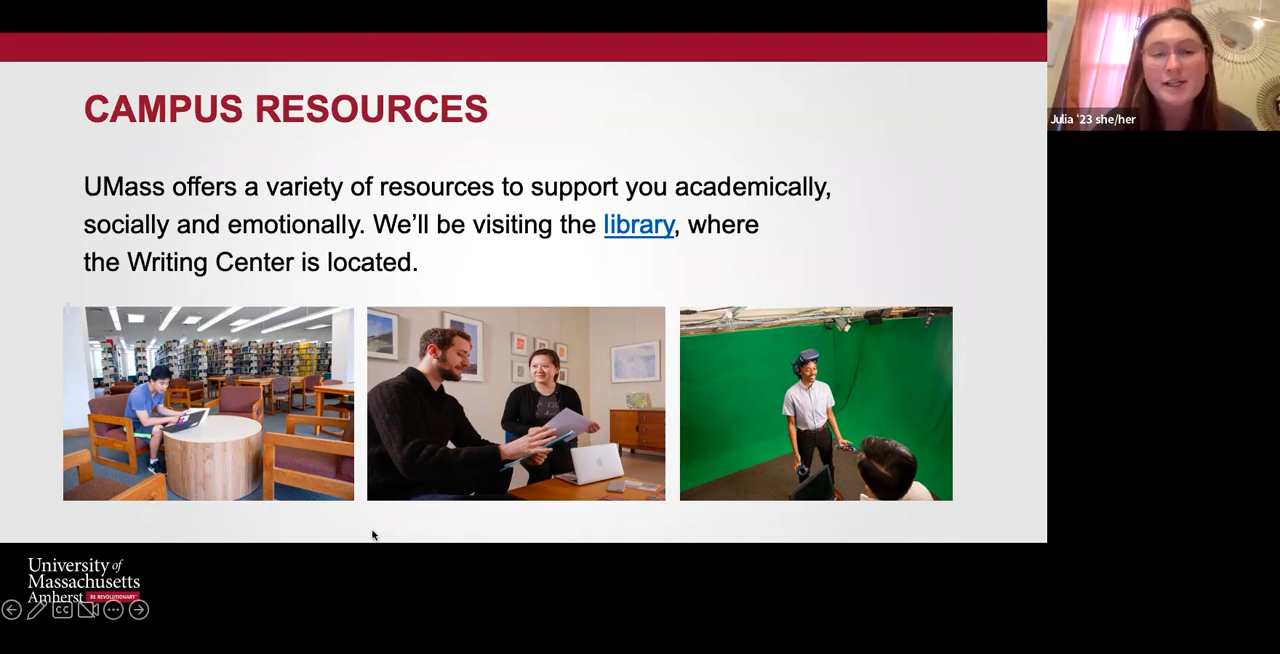 CAMPUS RESOURCES
UMass offers a variety of resources to support you academically,
socially and emotionally. We’ll be visiting the library, where
the Writing Center is located.
Julia '23 she/her
University of
Massachusetts
Amherst BE REVOLUTIONARY
CC